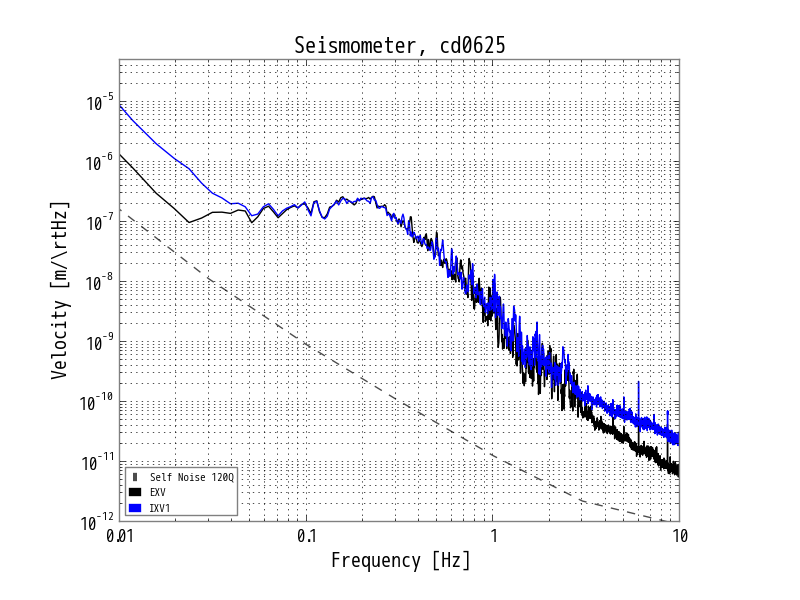 Seismometer, cd0625
Velocity [m/\rtHz]
10^-5
10^-6
10^-7
10^-8
10^-9
10^-10
10^-11
10^-12
Self Noise 120Q
EXV
IXV1
0.01 0.1 1 10
Frequency [Hz]